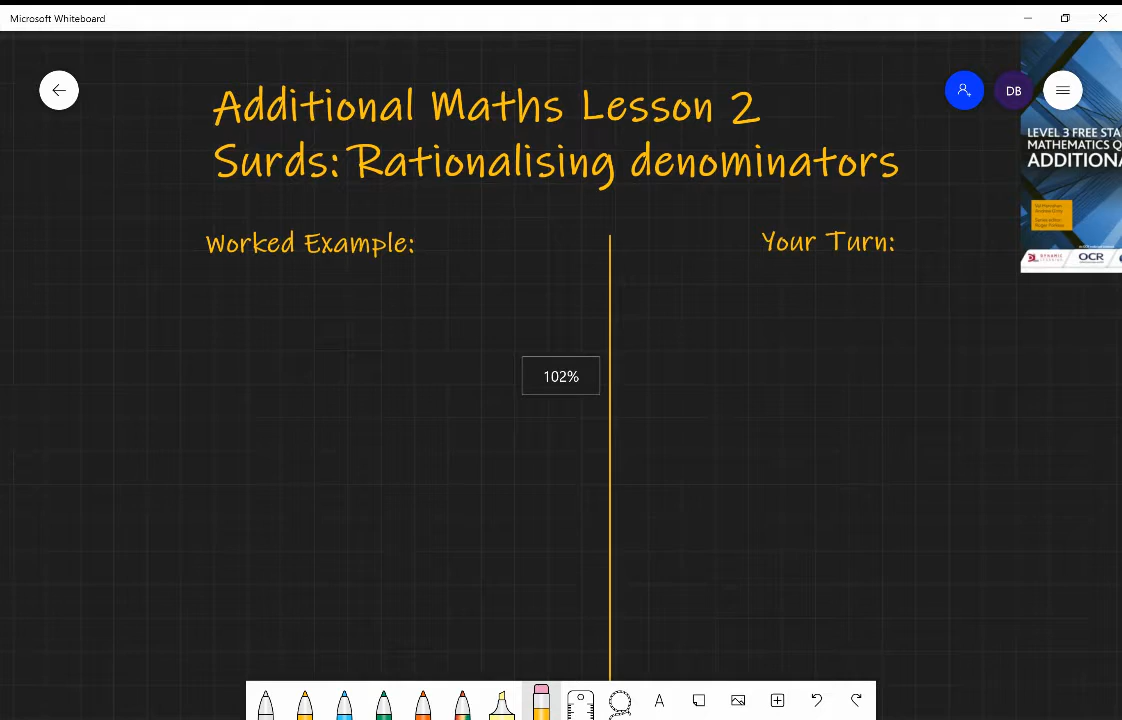 Microsoft Whiteboard
Additional Maths Lesson 2
DB
Surds: Rationalising denominators
LEVEL 3 FREE STA
MATHEMATICS Q
ADDITIONA
Worked Example:
Your Turn:
OCR
102%
A